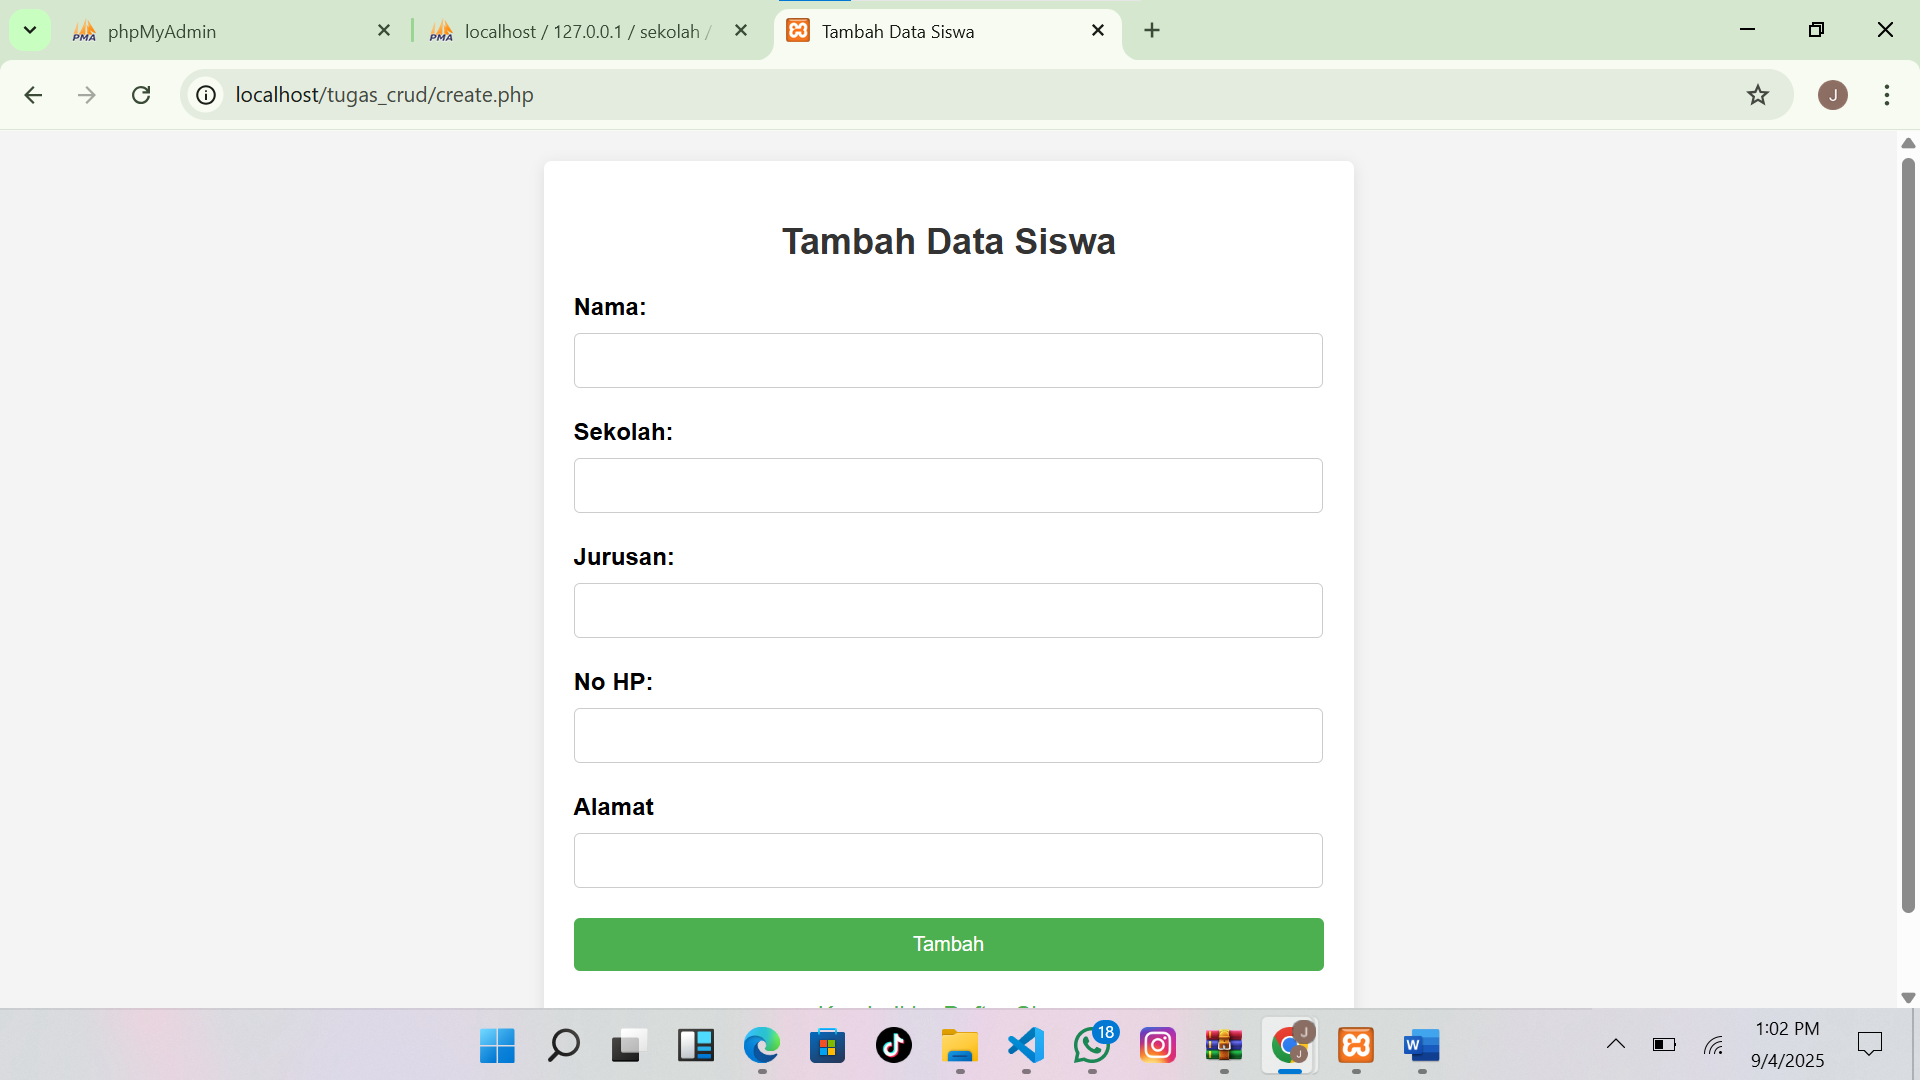 phpMyAdmin
localhost / 127.0.0.1 / sekolah /
Tambah Data Siswa
localhost/tugas_crud/create.php
J
Tambah Data Siswa
Nama:
Sekolah:
Jurusan:
No HP:
Alamat
Tambah
18
1:02 PM
9/4/2025